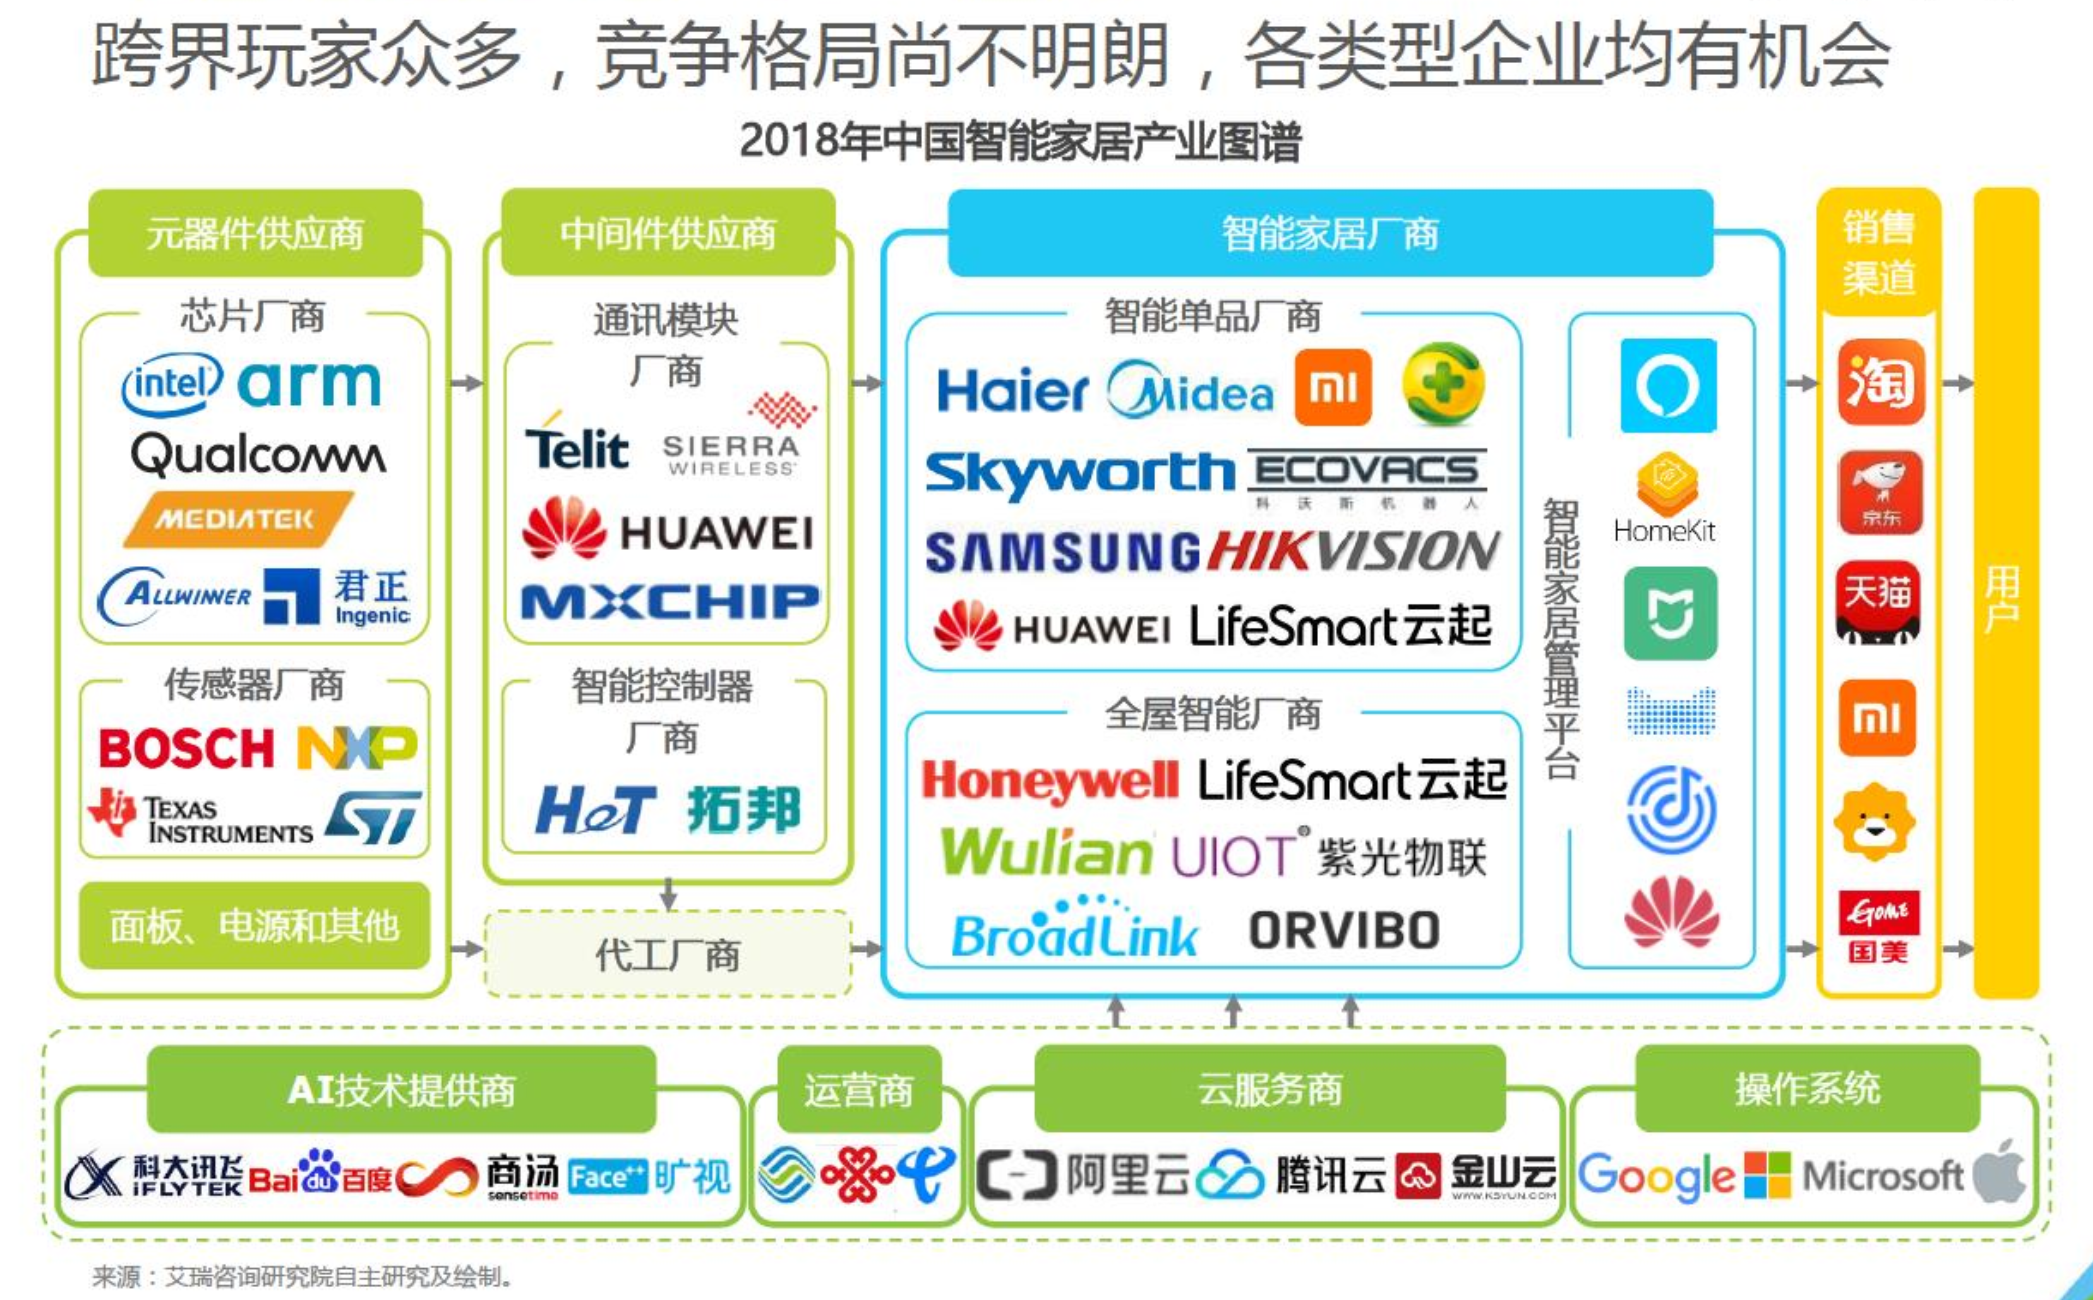 跨界玩家众多，竞争格局尚不明朗，各类型企业均有机会
2018年中国智能家居产业图谱
元器件供应商
芯片厂商
intel arm
Qualcomm
MEDIATEK
ALLWINNER 君正
Ingenic
传感器厂商
BOSCH NXP
TEXAS
INSTRUMENTS ST
面板、电源和其他
中间件供应商
通讯模块
厂商
Telit SIERRA
WIRELESS
HUAWEI
MXCHIP
智能控制器
厂商
H&T 拓邦
代工厂商
智能家居厂商
智能单品厂商
Haier Midea mi
Skyworth ECOVACS
科沃斯机器人
SAMSUNG HIKVISION
HUAWEI LifeSmart云起
全屋智能厂商
Honeywell LifeSmart云起
Wulian UIOT® 紫光物联
BroadLink ORVIBO
智能家居管理平台
HomeKit
销售
渠道
淘
京东
天猫
mi
GOME
国美
用户
AI技术提供商
科大讯飞
iFLYTEK Baidu百度 商汤
sensetime Face++ 旷视
运营商
云服务商
阿里云 腾讯云 金山云
WWW.KSYUN.COM
操作系统
Google Microsoft
来源：艾瑞咨询研究院自主研究及绘制。